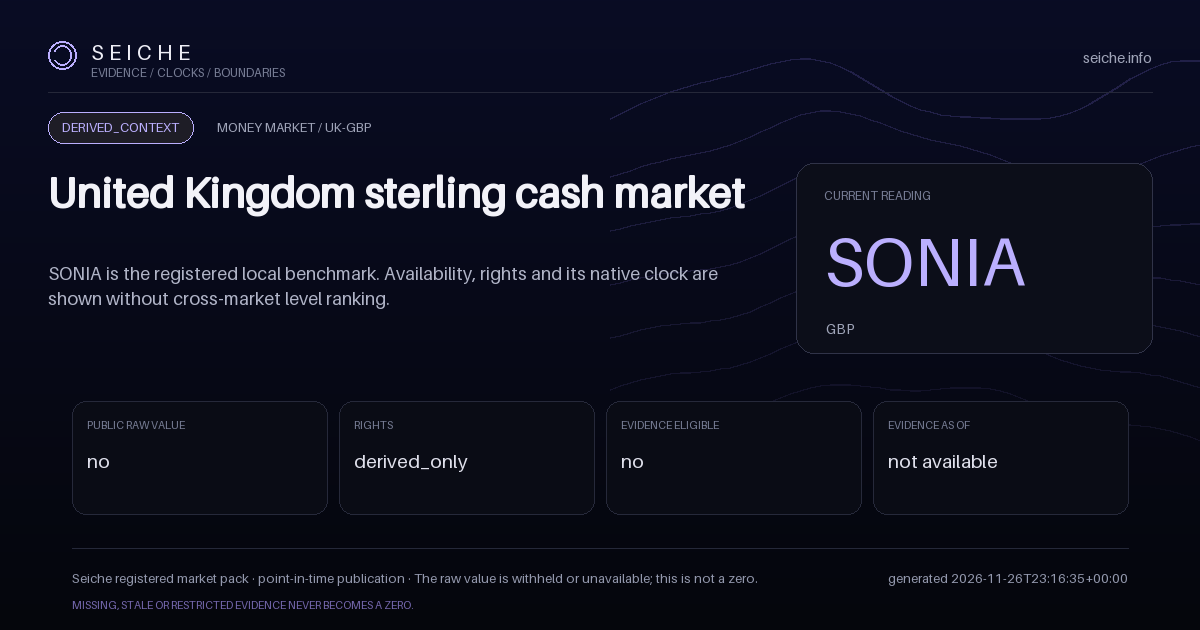 SEICHE
EVIDENCE / CLOCKS / BOUNDARIES
seiche.info
DERIVED_CONTEXT
MONEY MARKET / UK-GBP
United Kingdom sterling cash market
SONIA is the registered local benchmark. Availability, rights and its native clock are
shown without cross-market level ranking.
CURRENT READING
SONIA
GBP
PUBLIC RAW VALUE
no
RIGHTS
derived_only
EVIDENCE ELIGIBLE
no
EVIDENCE AS OF
not available
Seiche registered market pack · point-in-time publication · The raw value is withheld or unavailable; this is not a zero.
generated 2026-11-26T23:16:35+00:00
MISSING, STALE OR RESTRICTED EVIDENCE NEVER BECOMES A ZERO.